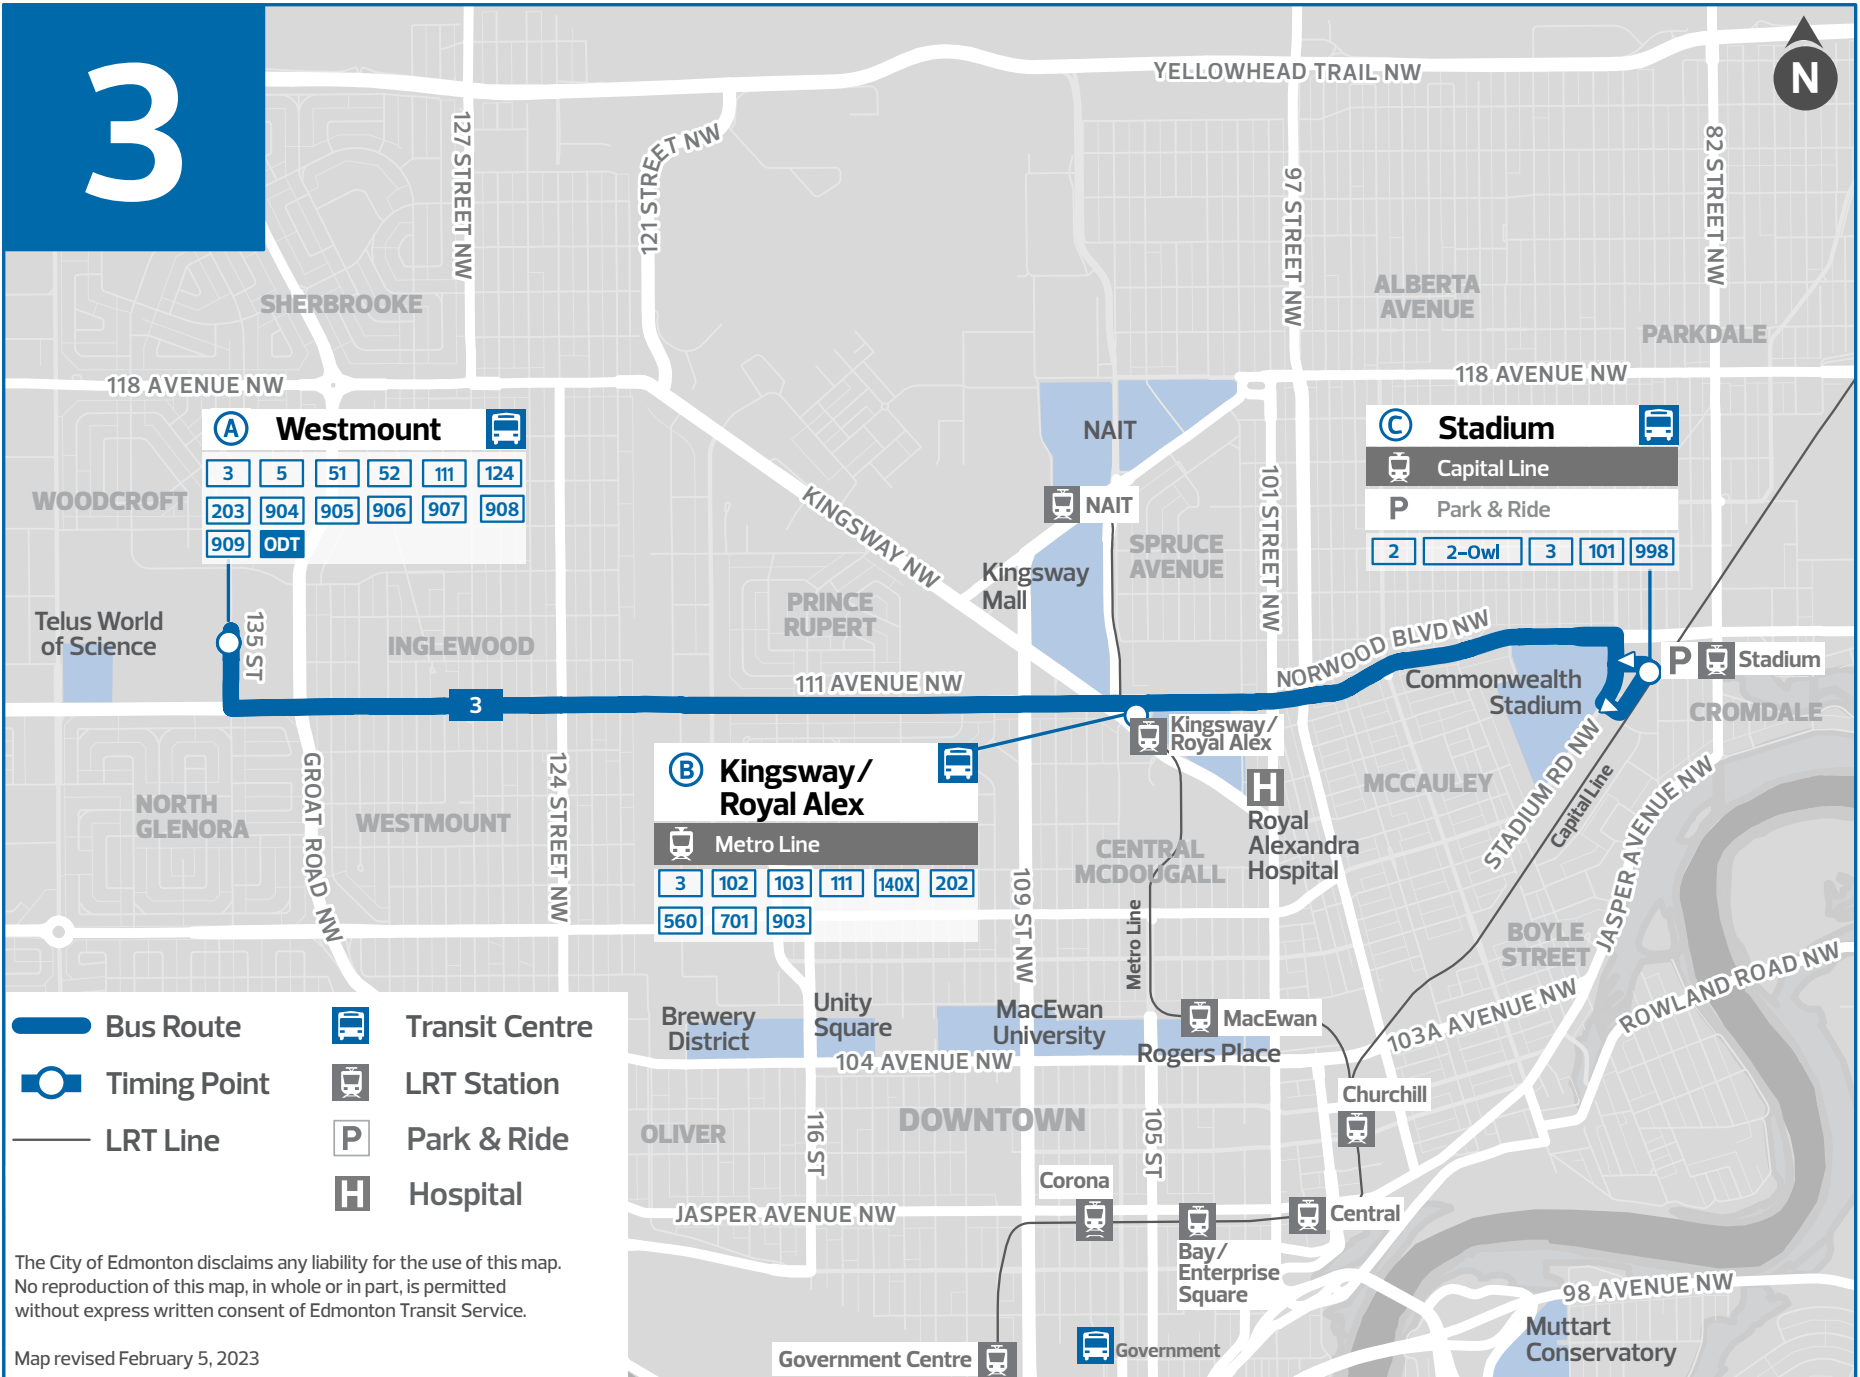 3
YELLOWHEAD TRAIL NW
N
127 STREET NW
121 STREET NW
97 STREET NW
82 STREET NW
SHERBROOKE
ALBERTA
AVENUE
PARKDALE
118 AVENUE NW
118 AVENUE NW
A Westmount
3 5 51 52 111 124
203 904 905 906 907 908
909 ODT
WOODCROFT
NAIT
NAIT
KINGSWAY NW
101 STREET NW
SPRUCE
AVENUE
C Stadium
Capital Line
P Park & Ride
2 2-Owl 3 101 998
Kingsway
Mall
PRINCE
RUPERT
Telus World
of Science
135 ST
INGLEWOOD
NORWOOD BLVD NW
P Stadium
111 AVENUE NW
3
Commonwealth
Stadium
CROMDALE
Kingsway/
Royal Alex
B Kingsway/
Royal Alex
Metro Line
3 102 103 111 140X 202
560 701 903
GROAT ROAD NW
124 STREET NW
NORTH
GLENORA
WESTMOUNT
H
Royal
Alexandra
Hospital
MCCAULEY
STADIUM RD NW
Capital Line
JASPER AVENUE NW
CENTRAL
MCDOUGALL
109 ST NW
Metro Line
BOYLE
STREET
ROWLAND ROAD NW
103A AVENUE NW
Brewery
District
Unity
Square
MacEwan
University
MacEwan
Rogers Place
104 AVENUE NW
Churchill
OLIVER
DOWNTOWN
116 ST
105 ST
Corona
JASPER AVENUE NW
Central
Bay/
Enterprise
Square
98 AVENUE NW
Muttart
Conservatory
Government Centre
Government
Bus Route
Transit Centre
Timing Point
LRT Station
LRT Line
P Park & Ride
H Hospital
The City of Edmonton disclaims any liability for the use of this map.
No reproduction of this map, in whole or in part, is permitted
without express written consent of Edmonton Transit Service.
Map revised February 5, 2023